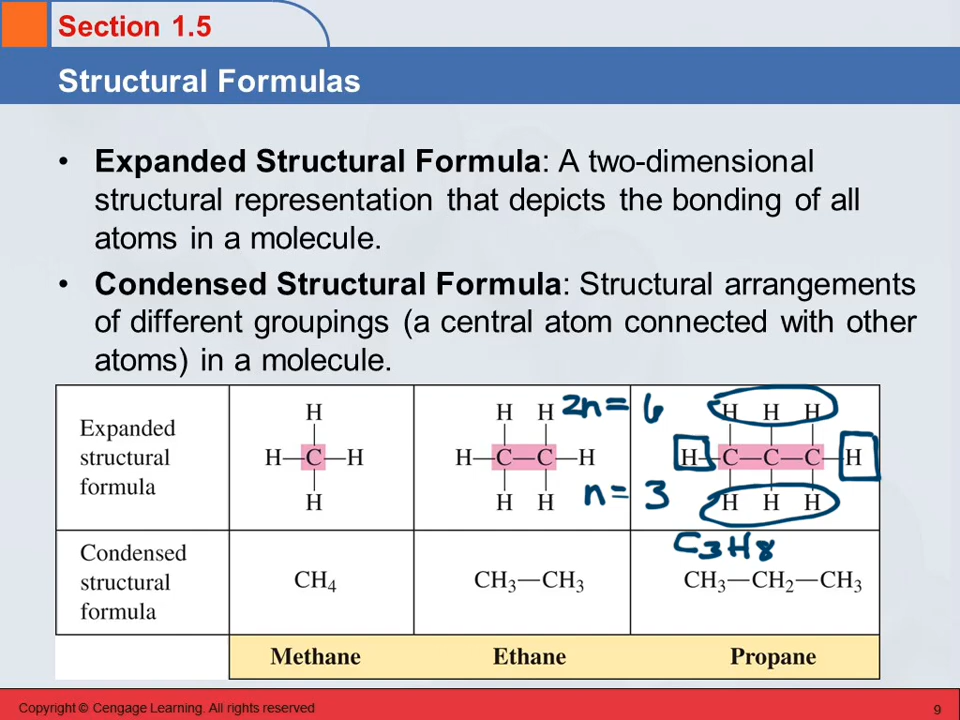 Section 1.5
Structural Formulas
• Expanded Structural Formula: A two-dimensional
structural representation that depicts the bonding of all
atoms in a molecule.
• Condensed Structural Formula: Structural arrangements
of different groupings (a central atom connected with other
atoms) in a molecule.
Expanded
structural
formula
H
H—C—H
H
H H
H—C—C—H
H H
2n = 6
n = 3
H H H
H—C—C—C—H
H H H
Condensed
structural
formula
CH₄
CH₃—CH₃
C3H8
CH₃—CH₂—CH₃
Methane
Ethane
Propane
Copyright © Cengage Learning. All rights reserved
9